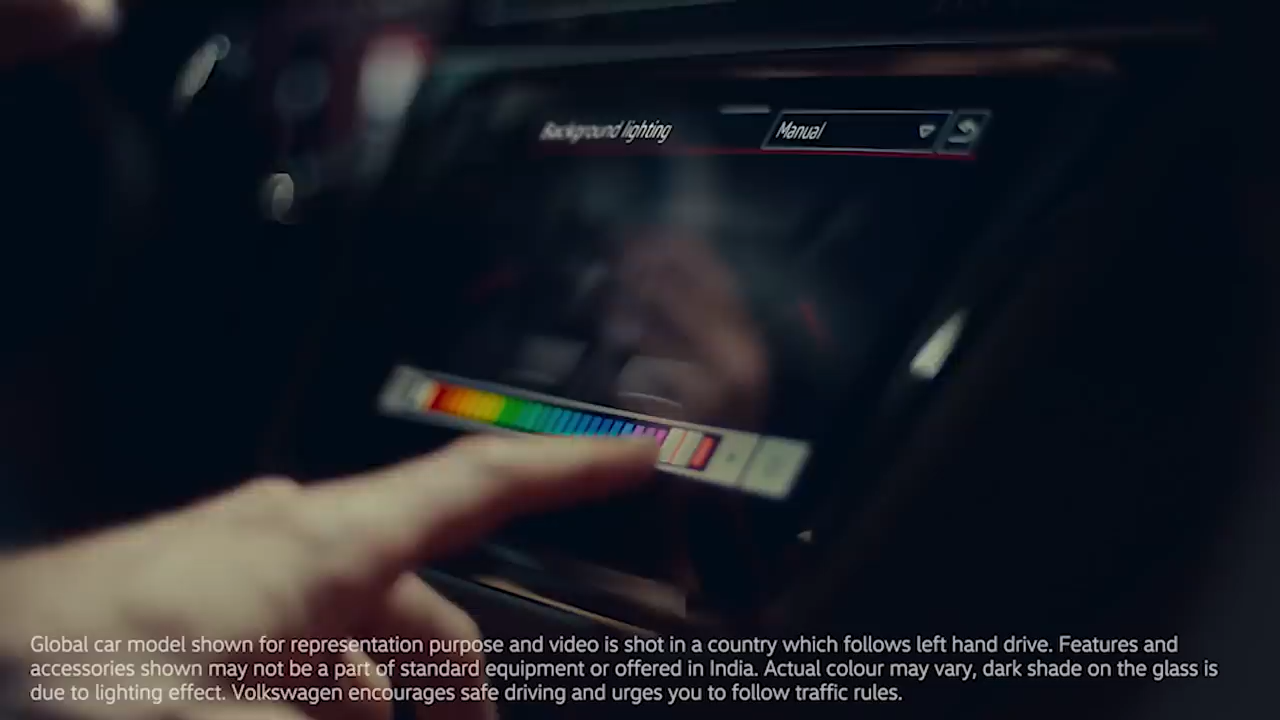 Background lighting
Manual
Global car model shown for representation purpose and video is shot in a country which follows left hand drive. Features and
accessories shown may not be a part of standard equipment or offered in India. Actual colour may vary, dark shade on the glass is
due to lighting effect. Volkswagen encourages safe driving and urges you to follow traffic rules.